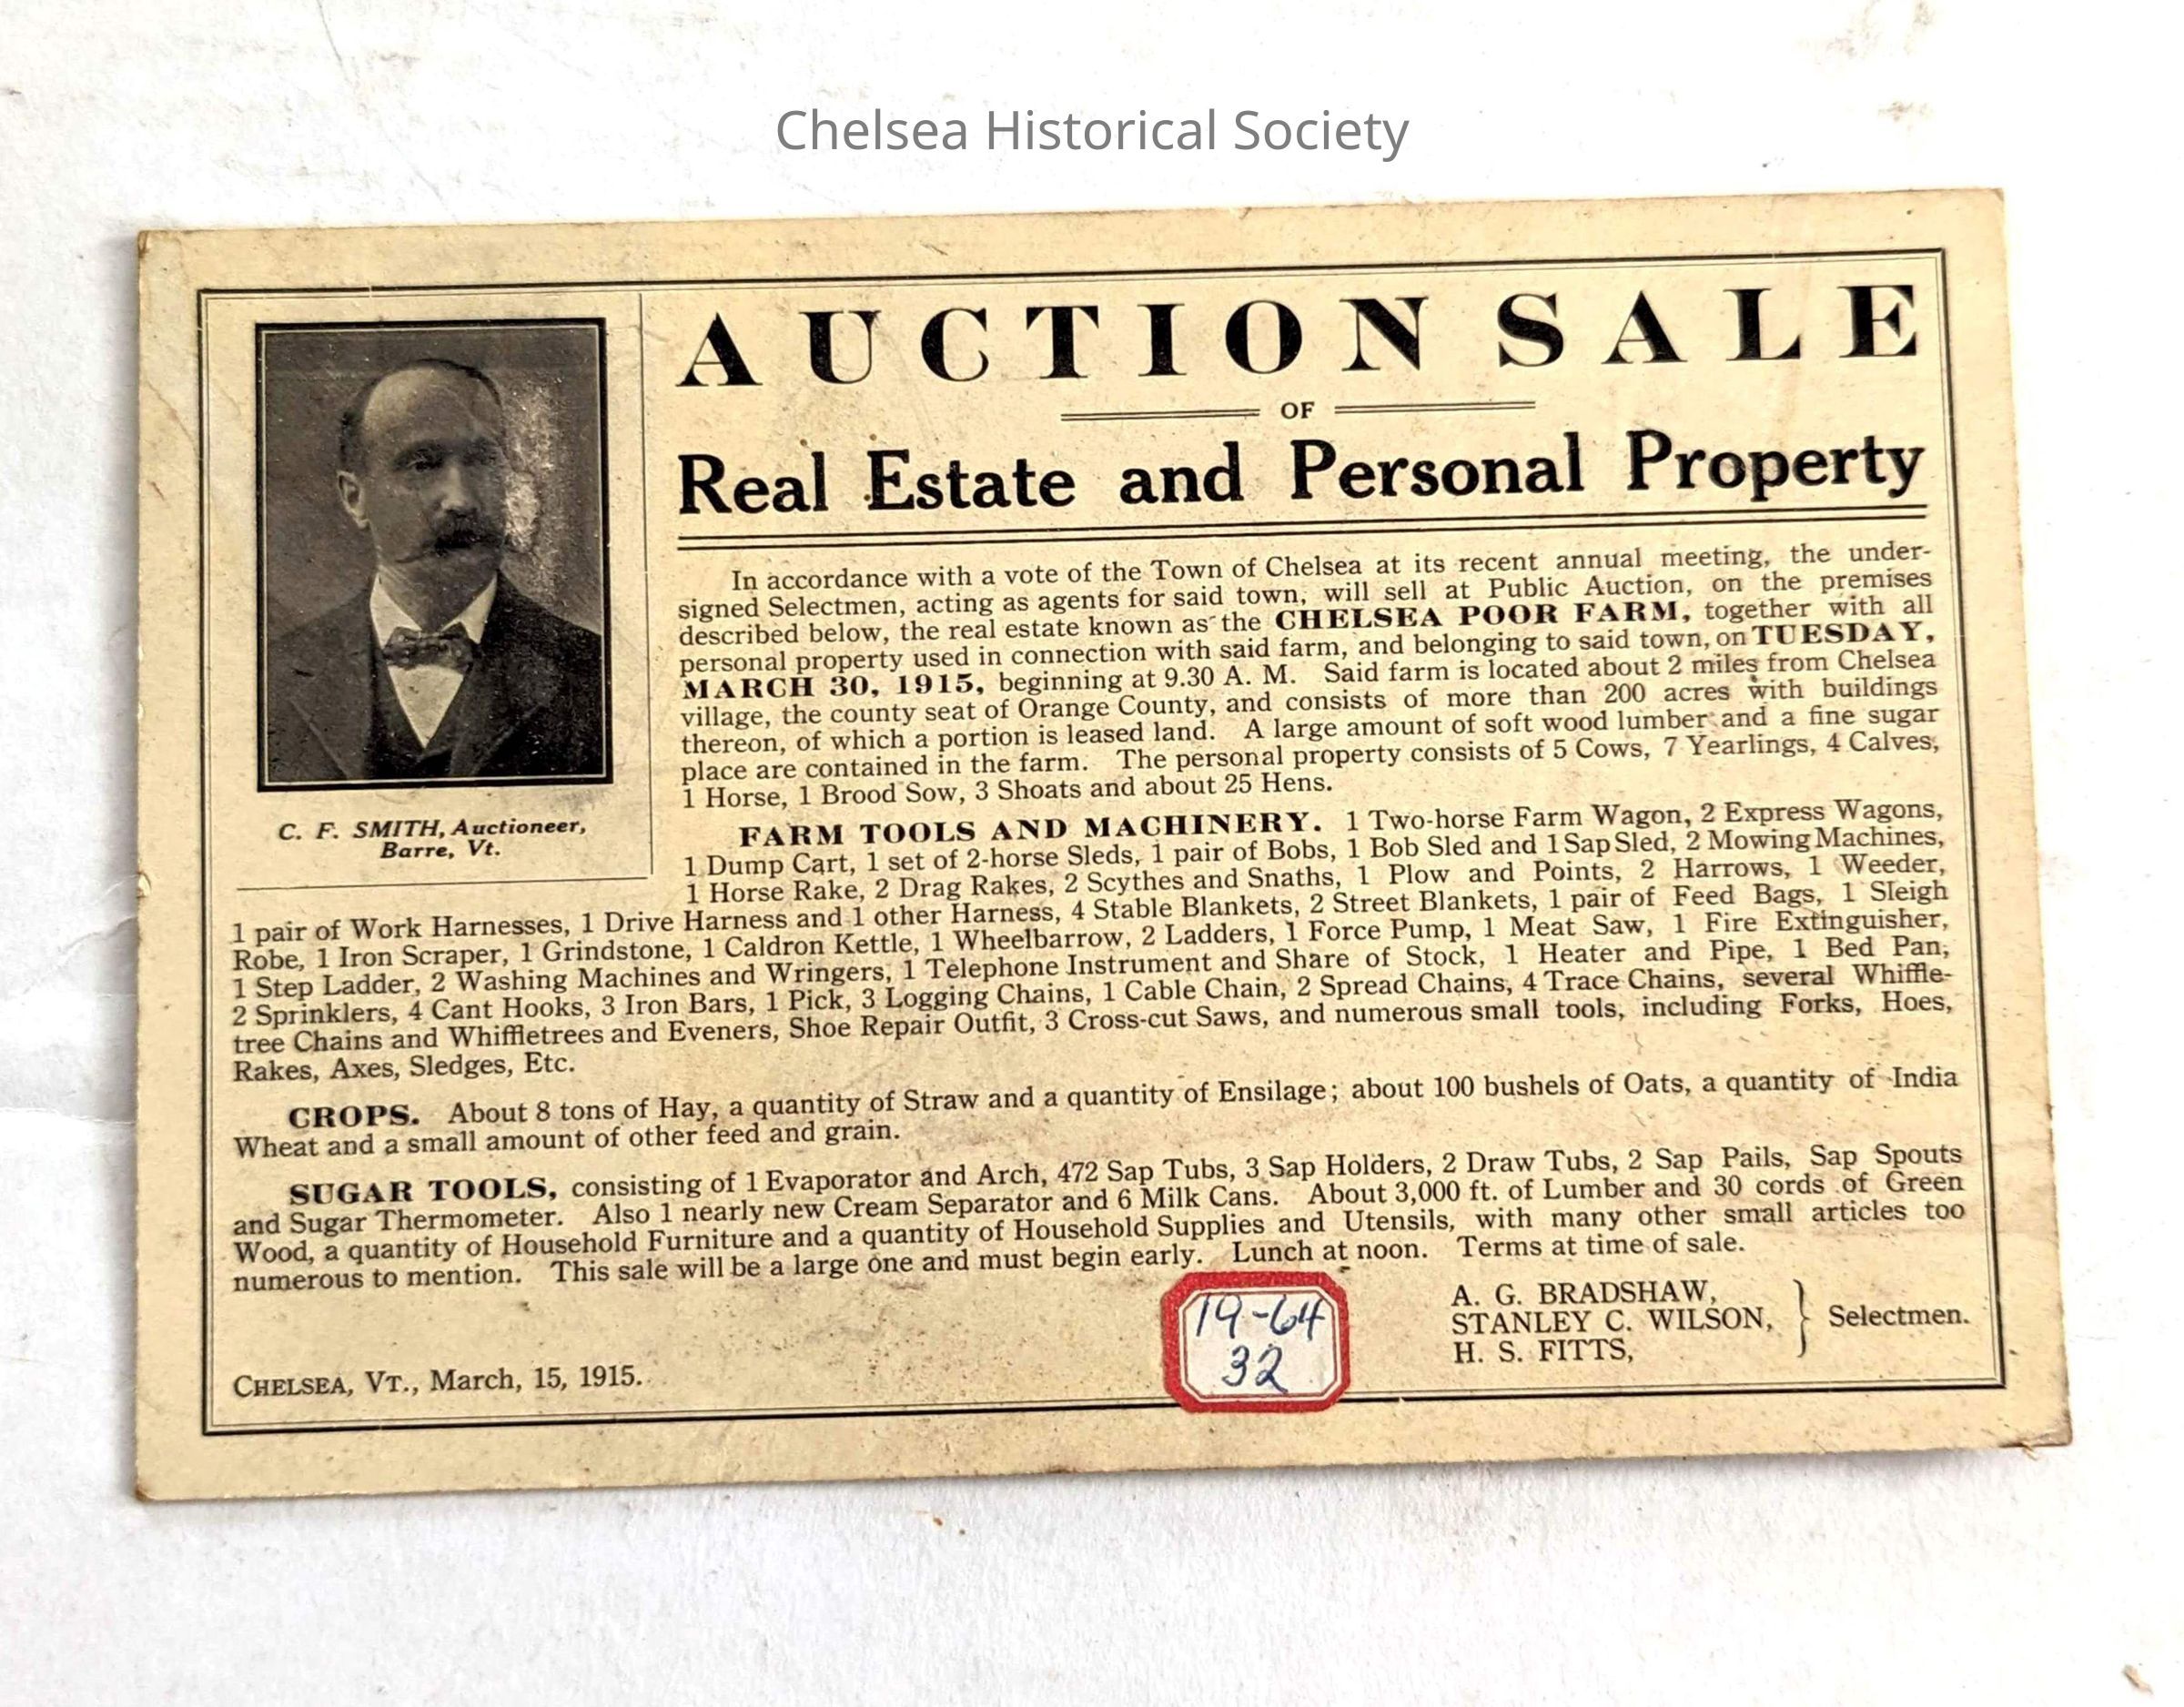 Chelsea Historical Society
AUCTION SALE
OF
Real Estate and Personal Property
In accordance with a vote of the Town of Chelsea at its recent annual meeting, the under-
signed Selectmen, acting as agents for said town, will sell at Public Auction, on the premises
described below, the real estate known as the CHELSEA POOR FARM, together with all
personal property used in connection with said farm, and belonging to said town, on TUESDAY,
MARCH 30, 1915, beginning at 9.30 A. M. Said farm is located about 2 miles from Chelsea
village, the county seat of Orange County, and consists of more than 200 acres with buildings
thereon, of which a portion is leased land. A large amount of soft wood lumber and a fine sugar
place are contained in the farm. The personal property consists of 5 Cows, 7 Yearlings, 4 Calves,
1 Horse, 1 Brood Sow, 3 Shoats and about 25 Hens.
C. F. SMITH, Auctioneer,
Barre, Vt.
FARM TOOLS AND MACHINERY. 1 Two-horse Farm Wagon, 2 Express Wagons,
1 Dump Cart, 1 set of 2-horse Sleds, 1 pair of Bobs, 1 Bob Sled and 1 Sap Sled, 2 Mowing Machines,
1 Horse Rake, 2 Drag Rakes, 2 Scythes and Snaths, 1 Plow and Points, 2 Harrows, 1 Weeder,
1 pair of Work Harnesses, 1 Drive Harness and 1 other Harness, 4 Stable Blankets, 2 Street Blankets, 1 pair of Feed Bags, 1 Sleigh
Robe, 1 Iron Scraper, 1 Grindstone, 1 Caldron Kettle, 1 Wheelbarrow, 2 Ladders, 1 Force Pump, 1 Meat Saw, 1 Fire Extinguisher,
1 Step Ladder, 2 Washing Machines and Wringers, 1 Telephone Instrument and Share of Stock, 1 Heater and Pipe, 1 Bed Pan,
2 Sprinklers, 4 Cant Hooks, 3 Iron Bars, 1 Pick, 3 Logging Chains, 1 Cable Chain, 2 Spread Chains, 4 Trace Chains, several Whiffle-
tree Chains and Whiffletrees and Eveners, Shoe Repair Outfit, 3 Cross-cut Saws, and numerous small tools, including Forks, Hoes,
Rakes, Axes, Sledges, Etc.
CROPS. About 8 tons of Hay, a quantity of Straw and a quantity of Ensilage; about 100 bushels of Oats, a quantity of India
Wheat and a small amount of other feed and grain.
SUGAR TOOLS, consisting of 1 Evaporator and Arch, 472 Sap Tubs, 3 Sap Holders, 2 Draw Tubs, 2 Sap Pails, Sap Spouts
and Sugar Thermometer. Also 1 nearly new Cream Separator and 6 Milk Cans. About 3,000 ft. of Lumber and 30 cords of Green
Wood, a quantity of Household Furniture and a quantity of Household Supplies and Utensils, with many other small articles too
numerous to mention. This sale will be a large one and must begin early. Lunch at noon. Terms at time of sale.
A. G. BRADSHAW,
STANLEY C. WILSON,
H. S. FITTS,
Selectmen.
19-64
32
CHELSEA, VT., March, 15, 1915.